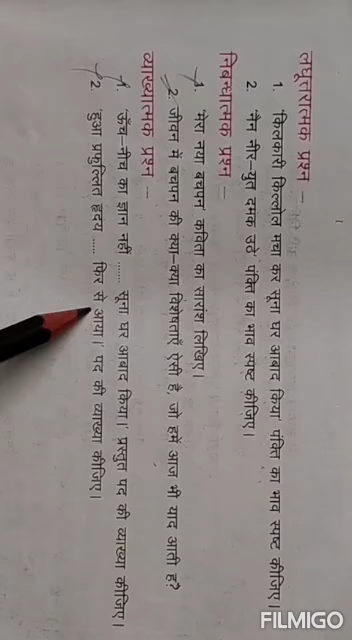 लघुत्तरात्मक प्रश्न –
1. 'किलकारी किल्लोल मचा कर सूना घर आबाद किया' पंक्ति का भाव स्पष्ट कीजिए।
2. 'नैन नीर-युत दमक उठे' पंक्ति का भाव स्पष्ट कीजिए।
निबन्धात्मक प्रश्न –
1. 'मेरा नया बचपन' कविता का सारांश लिखिए।
2. जीवन में बचपन की क्या-क्या विशेषताएँ ऐसी है, जो हमें आज भी याद आती है?
व्याख्यात्मक प्रश्न –
1. 'ऊँच-नीच का ज्ञान नहीं ...... सूना घर आबाद किया।' प्रस्तुत पद की व्याख्या कीजिए।
2. 'हुआ प्रफुल्लित हृदय ..... फिर से आया।' पद की व्याख्या कीजिए।
FILMIGO